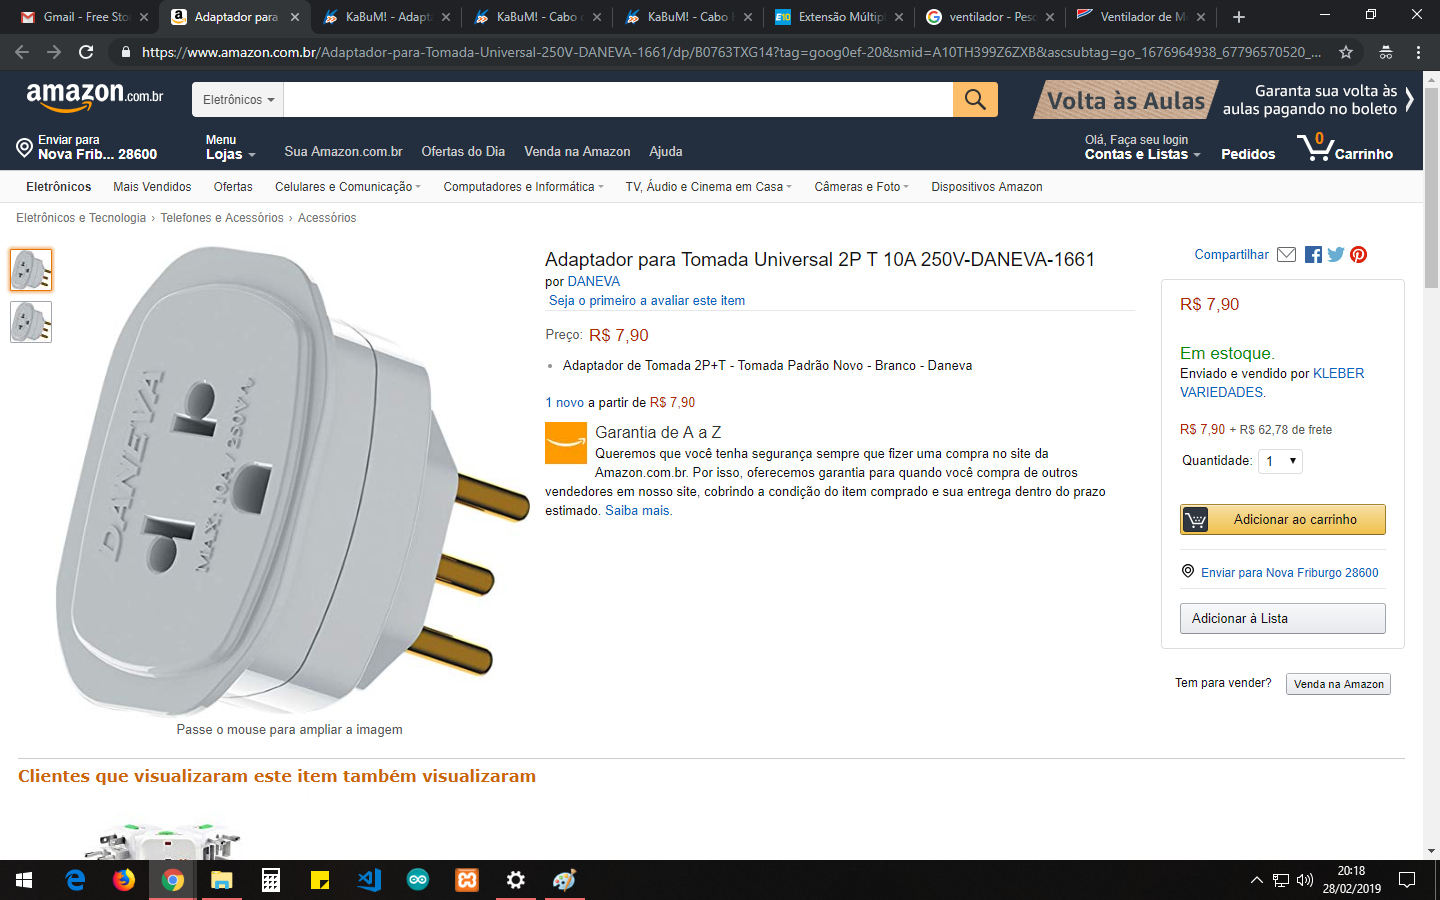 Gmail - Free Sto
Adaptador para
KaBuM! - Adapt
KaBuM! - Cabo
KaBuM! - Cabo
Extensão Múltip
ventilador - Pes
Ventilador de M
https://www.amazon.com.br/Adaptador-para-Tomada-Universal-250V-DANEVA-1661/dp/B0763TXG14?tag=goog0ef-20&smid=A10TH399Z6ZXB&ascsubtag=go_1676964938_67796570520_...
amazon.com.br
Eletrônicos
Volta às Aulas
Garanta sua volta às
aulas pagando no boleto
Enviar para
Nova Frib... 28600
Menu
Lojas
Sua Amazon.com.br
Ofertas do Dia
Venda na Amazon
Ajuda
Olá, Faça seu login
Contas e Listas
Pedidos
0
Carrinho
Eletrônicos
Mais Vendidos
Ofertas
Celulares e Comunicação
Computadores e Informática
TV, Áudio e Cinema em Casa
Câmeras e Foto
Dispositivos Amazon
Eletrônicos e Tecnologia › Telefones e Acessórios › Acessórios
DANEVA
MAX: 10A / 250V~
Passe o mouse para ampliar a imagem
Adaptador para Tomada Universal 2P T 10A 250V-DANEVA-1661
por DANEVA
Seja o primeiro a avaliar este item
Preço: R$ 7,90
Adaptador de Tomada 2P+T - Tomada Padrão Novo - Branco - Daneva
1 novo a partir de R$ 7,90
Garantia de A a Z
Queremos que você tenha segurança sempre que fizer uma compra no site da
Amazon.com.br. Por isso, oferecemos garantia para quando você compra de outros
vendedores em nosso site, cobrindo a condição do item comprado e sua entrega dentro do prazo
estimado. Saiba mais.
Compartilhar
R$ 7,90
Em estoque.
Enviado e vendido por KLEBER
VARIEDADES.
R$ 7,90 + R$ 62,78 de frete
Quantidade: 1
Adicionar ao carrinho
Enviar para Nova Friburgo 28600
Adicionar à Lista
Tem para vender?
Venda na Amazon
Clientes que visualizaram este item também visualizaram
20:18
28/02/2019